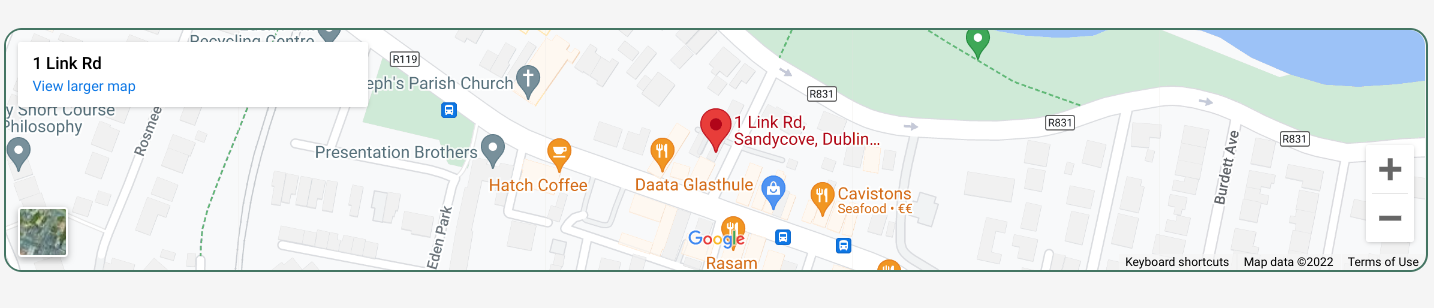 Recycling Centre
1 Link Rd
View larger map
R119
eph's Parish Church
y Short Course
Philosophy
Rosmee
R831
1 Link Rd,
Sandycove, Dublin...
R831
R831
Presentation Brothers
Hatch Coffee
Daata Glasthule
Cavistons
Seafood • €€
Burdett Ave
Eden Park
Google
Rasam
Keyboard shortcuts
Map data ©2022
Terms of Use